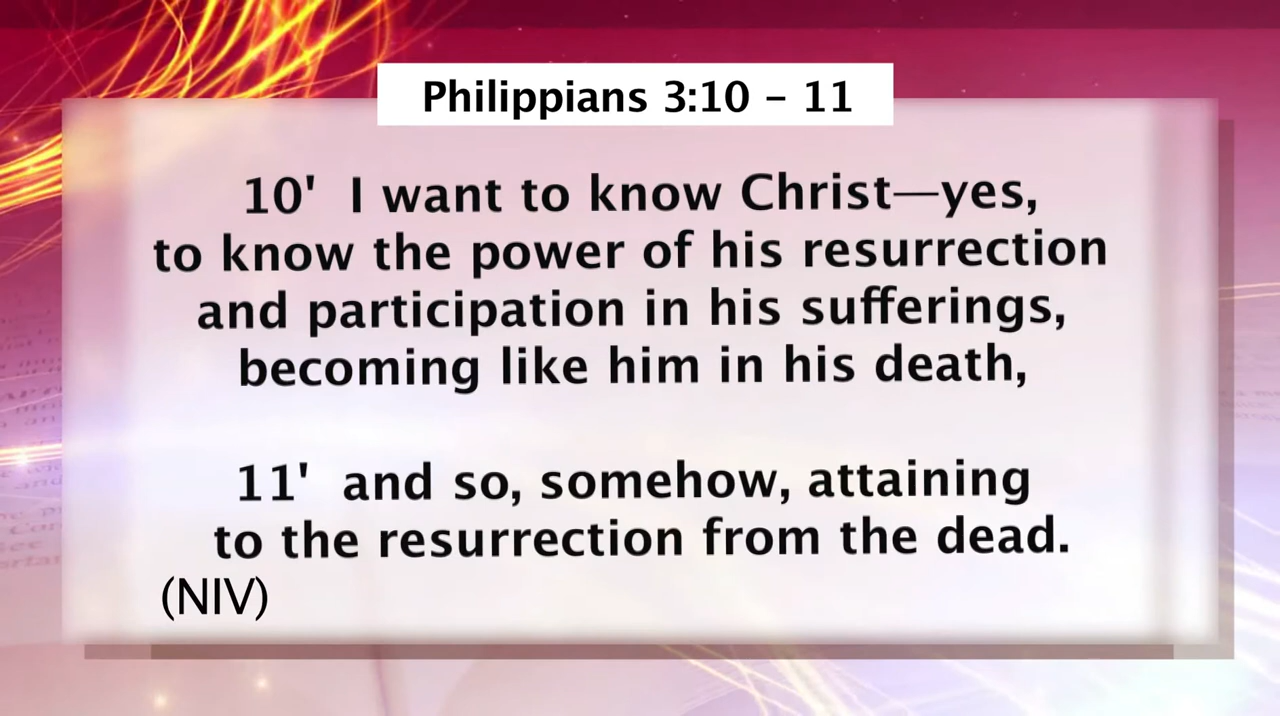 Philippians 3:10 – 11
10' I want to know Christ—yes,
to know the power of his resurrection
and participation in his sufferings,
becoming like him in his death,
11' and so, somehow, attaining
to the resurrection from the dead.
(NIV)